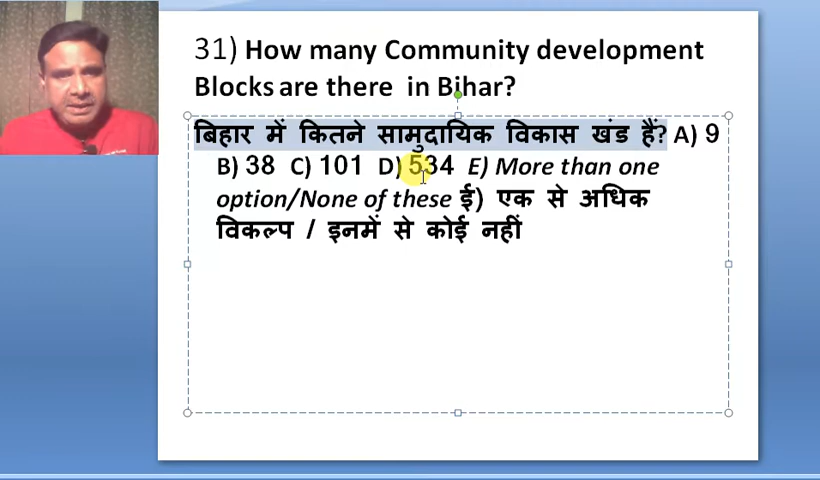 31) How many Community development
Blocks are there in Bihar?
बिहार में कितने सामुदायिक विकास खंड हैं? A) 9
B) 38 C) 101 D) 534 E) More than one
option/None of these ई) एक से अधिक
विकल्प / इनमें से कोई नहीं